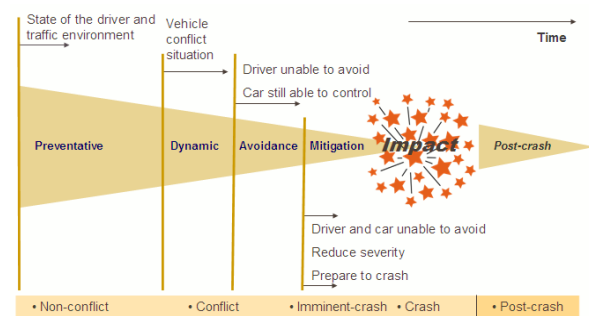 State of the driver and
traffic environment
Vehicle
conflict
situation
Time
Driver unable to avoid
Car still able to control
Preventative
Dynamic
Avoidance
Mitigation
Impact
Post-crash
Driver and car unable to avoid
Reduce severity
Prepare to crash
• Non-conflict
• Conflict
• Imminent-crash
• Crash
• Post-crash